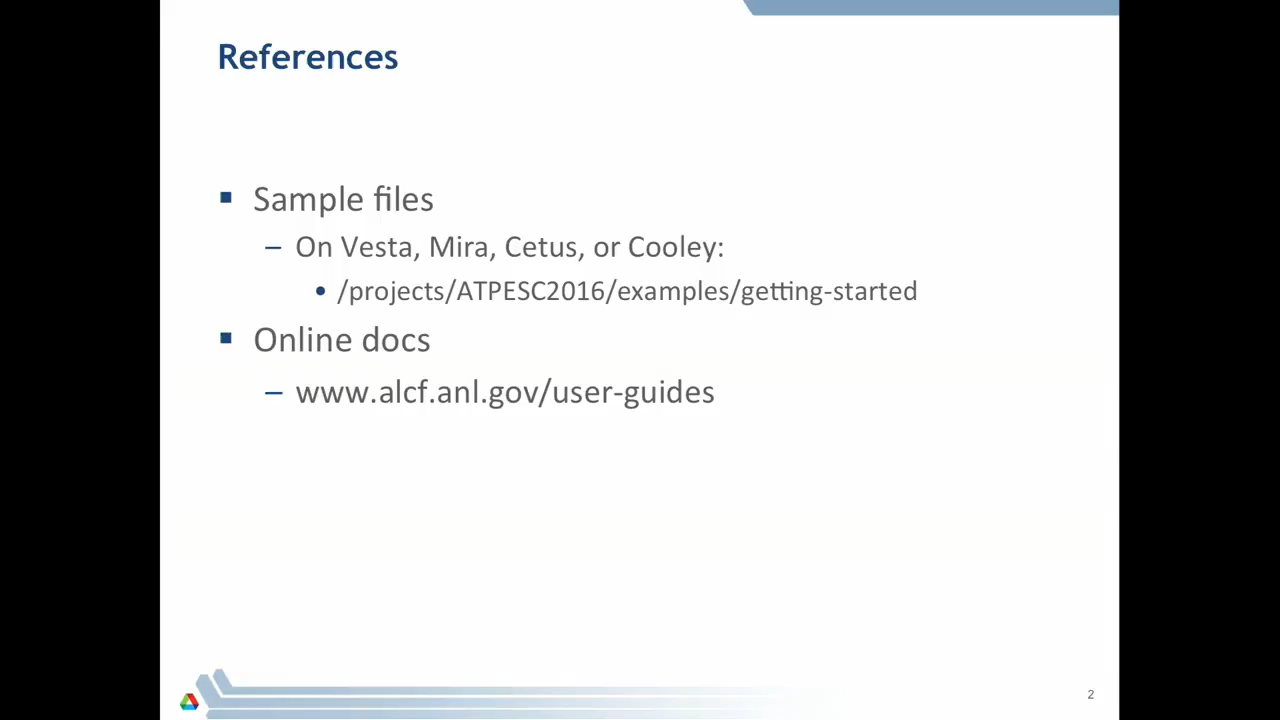 References
▪ Sample files
– On Vesta, Mira, Cetus, or Cooley:
• /projects/ATPESC2016/examples/getting-started
▪ Online docs
– www.alcf.anl.gov/user-guides
2